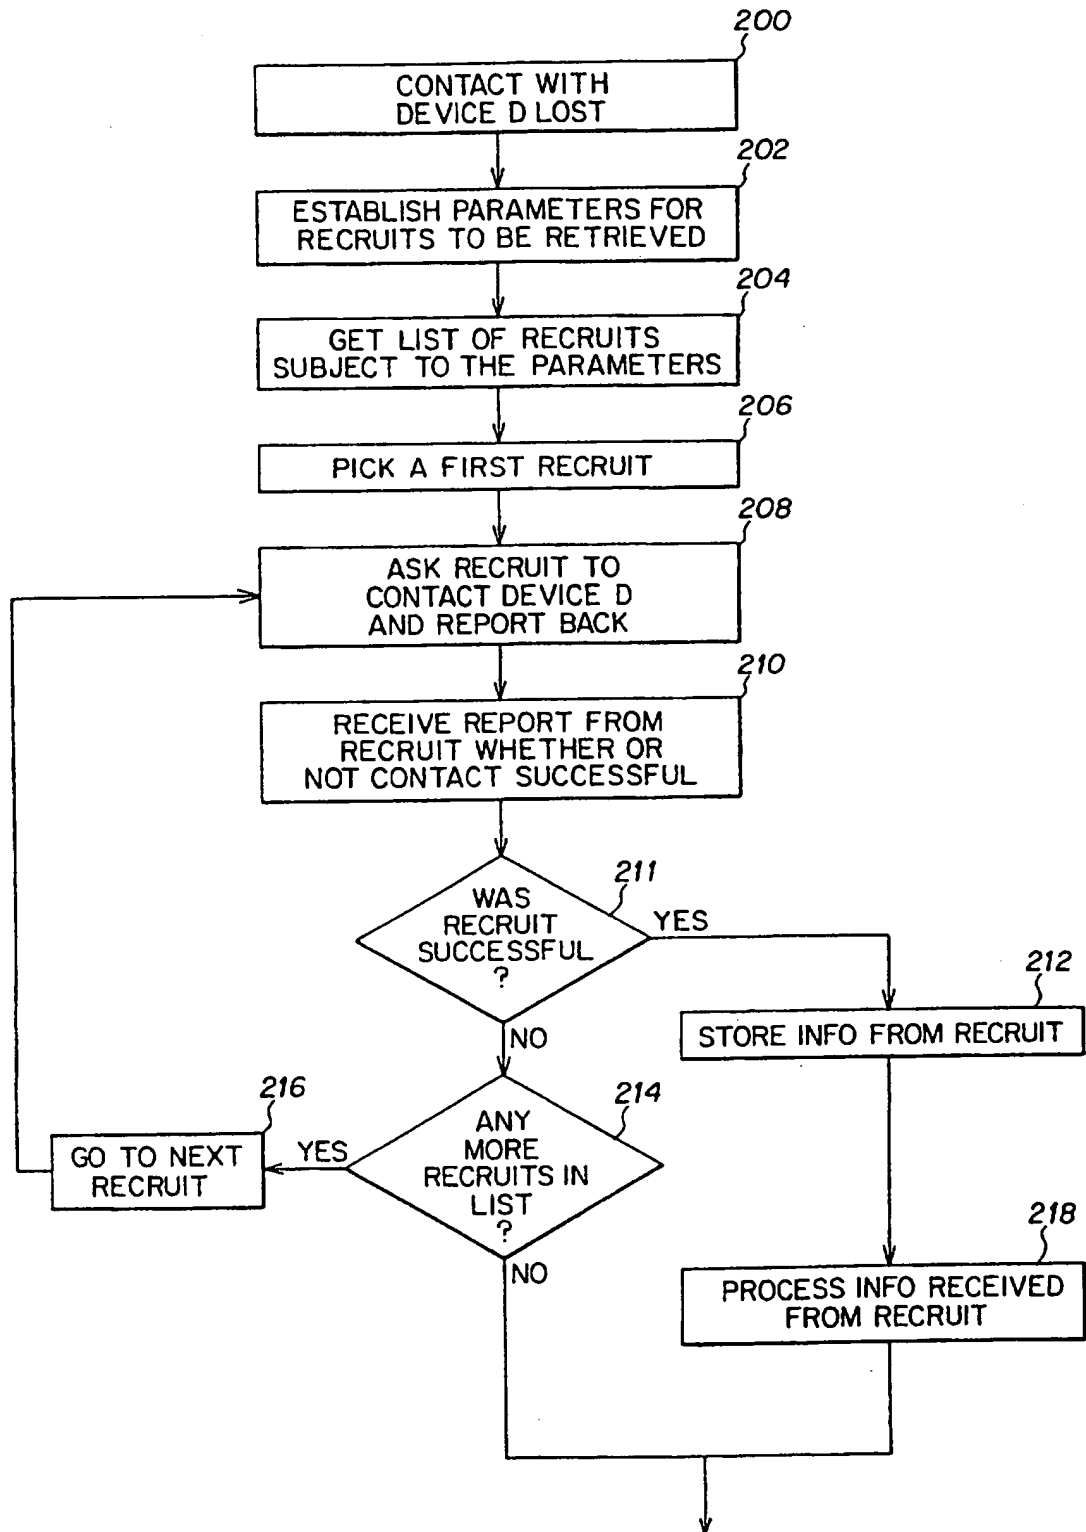 200
CONTACT WITH
DEVICE D LOST
202
ESTABLISH PARAMETERS FOR
RECRUITS TO BE RETRIEVED
204
GET LIST OF RECRUITS
SUBJECT TO THE PARAMETERS
206
PICK A FIRST RECRUIT
208
ASK RECRUIT TO
CONTACT DEVICE D
AND REPORT BACK
210
RECEIVE REPORT FROM
RECRUIT WHETHER OR
NOT CONTACT SUCCESSFUL
211
WAS
RECRUIT
SUCCESSFUL
?
YES
NO
212
STORE INFO FROM RECRUIT
214
ANY
MORE
RECRUITS IN
LIST
?
YES
NO
216
GO TO NEXT
RECRUIT
218
PROCESS INFO RECEIVED
FROM RECRUIT